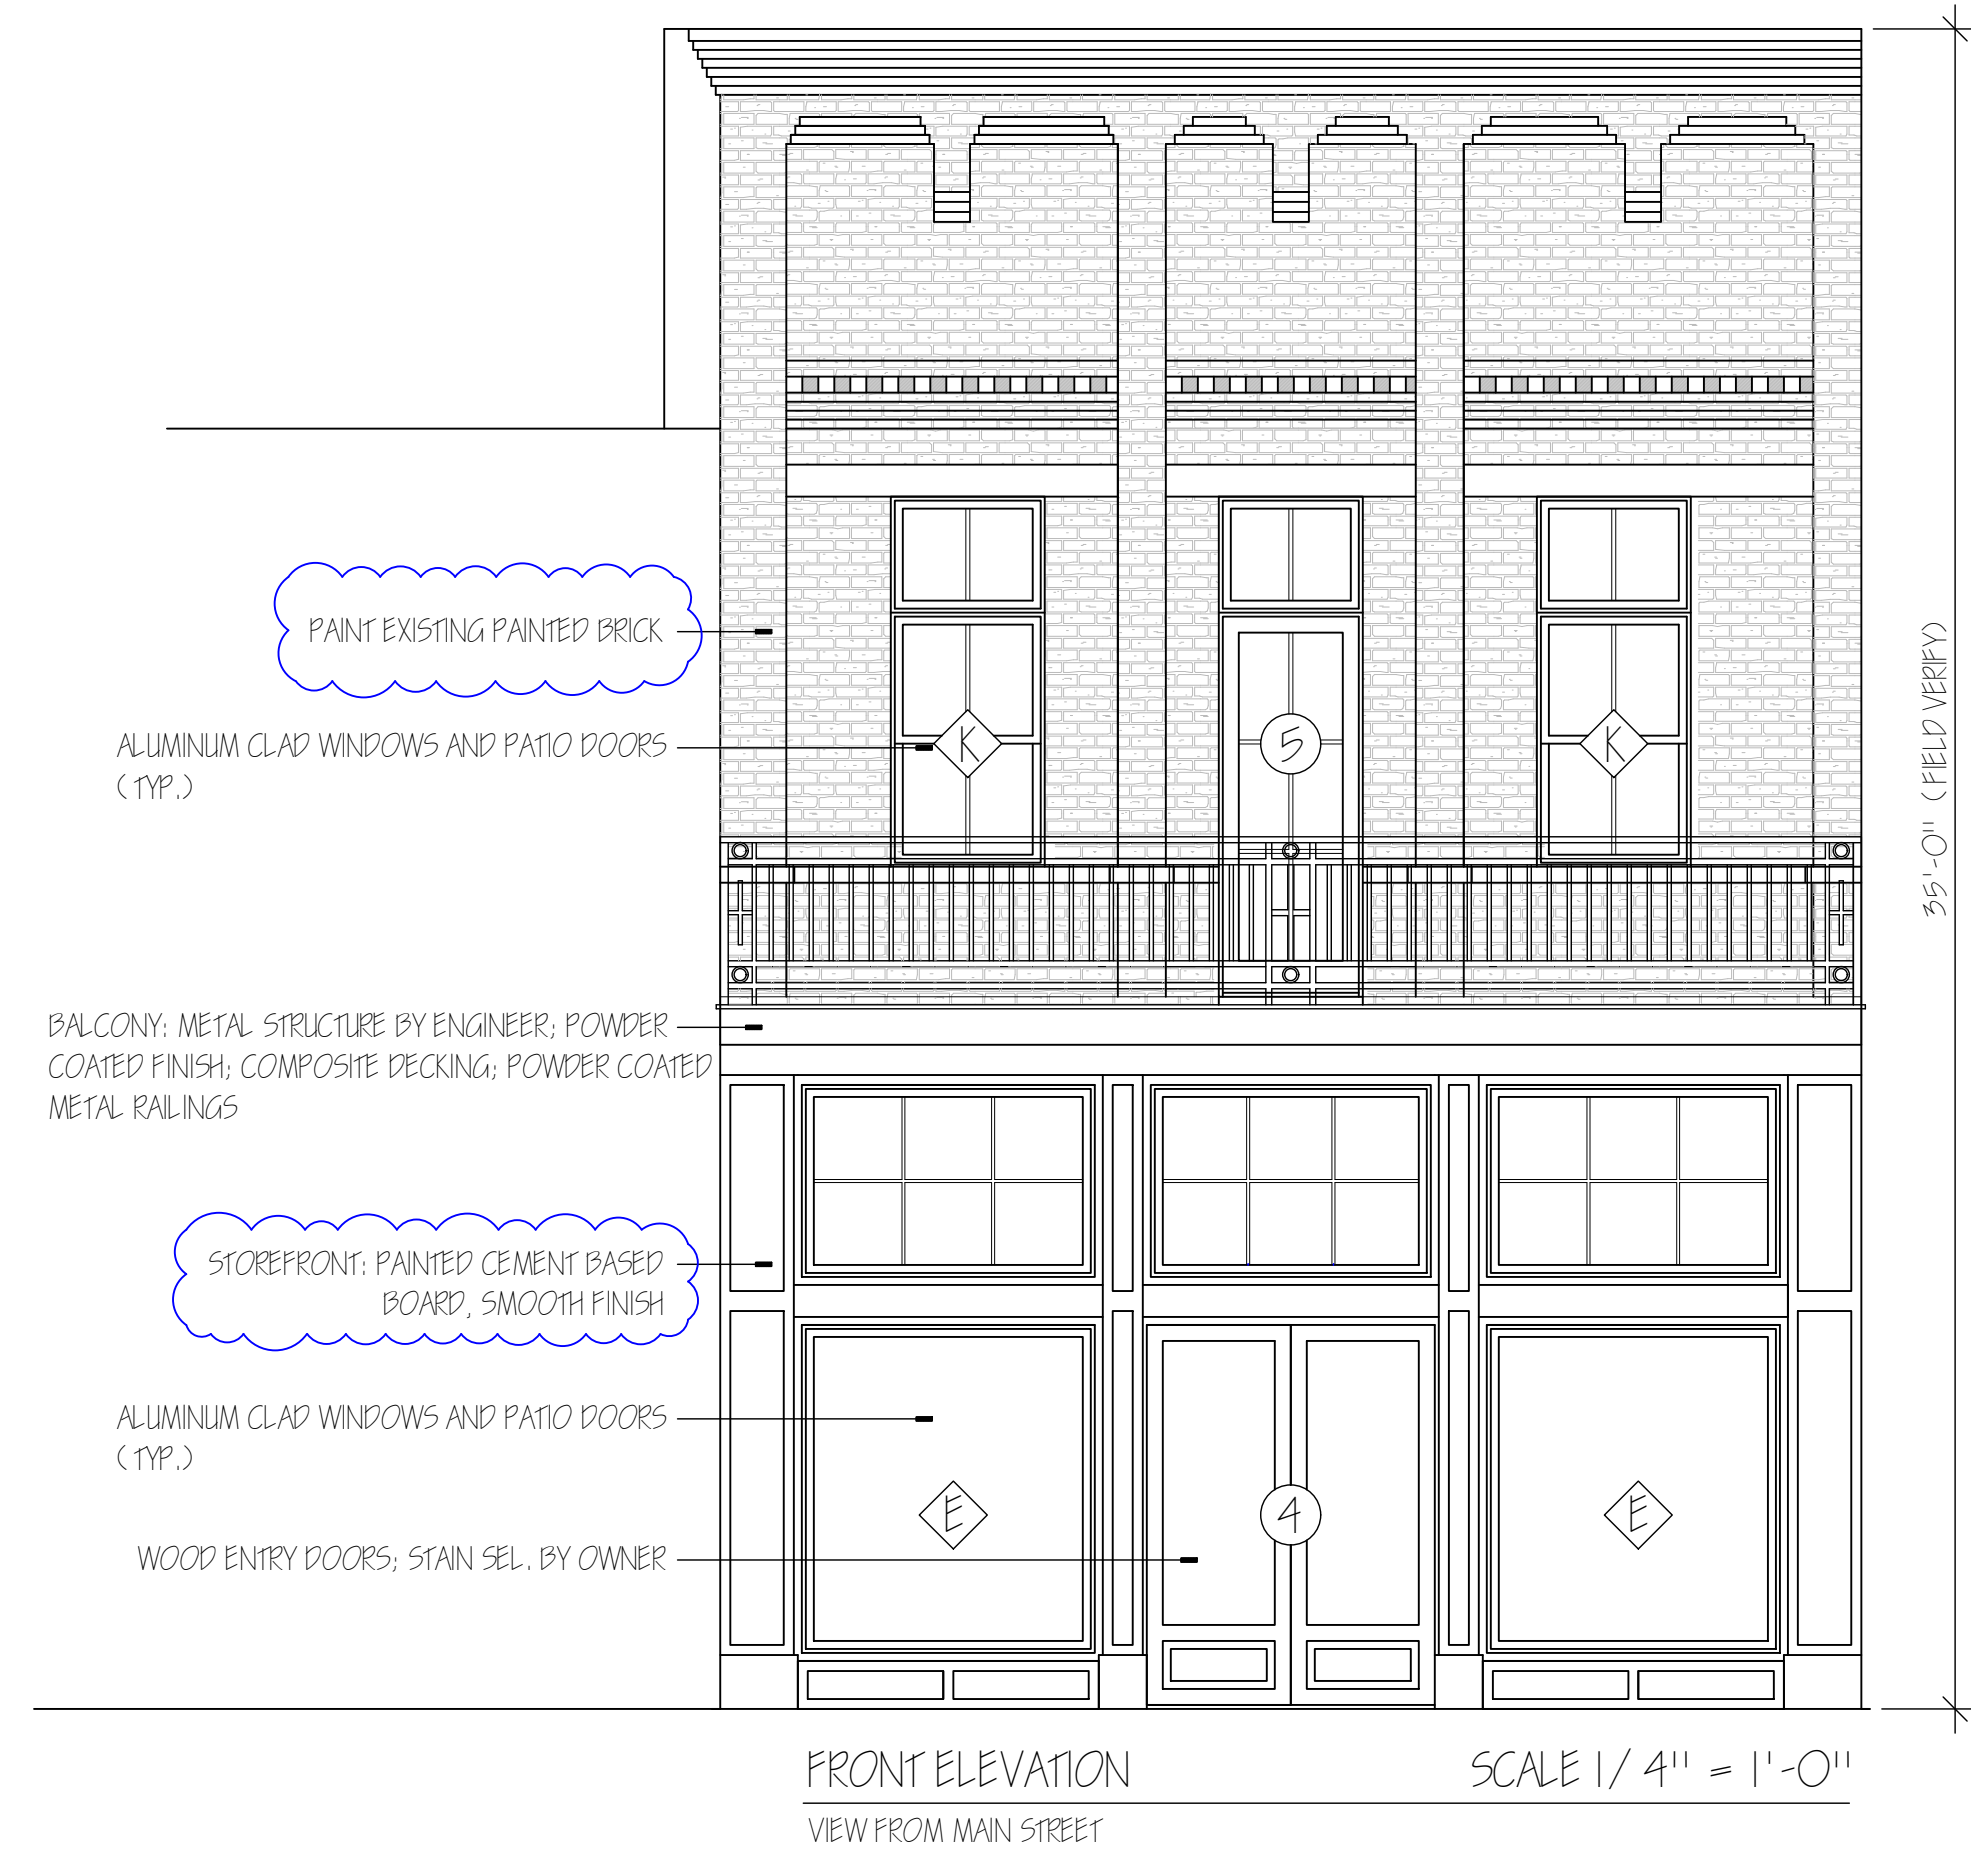 PAINT EXISTING PAINTED BRICK
ALUMINUM CLAD WINDOWS AND PATIO DOORS
(TYP.)
K
5
K
35'-0" (FIELD VERIFY)
BALCONY: METAL STRUCTURE BY ENGINEER; POWDER
COATED FINISH; COMPOSITE DECKING; POWDER COATED
METAL RAILINGS
STOREFRONT: PAINTED CEMENT BASED
BOARD, SMOOTH FINISH
ALUMINUM CLAD WINDOWS AND PATIO DOORS
(TYP.)
E
4
E
WOOD ENTRY DOORS; STAIN SEL. BY OWNER
FRONT ELEVATION
SCALE 1/4" = 1'-0"
VIEW FROM MAIN STREET